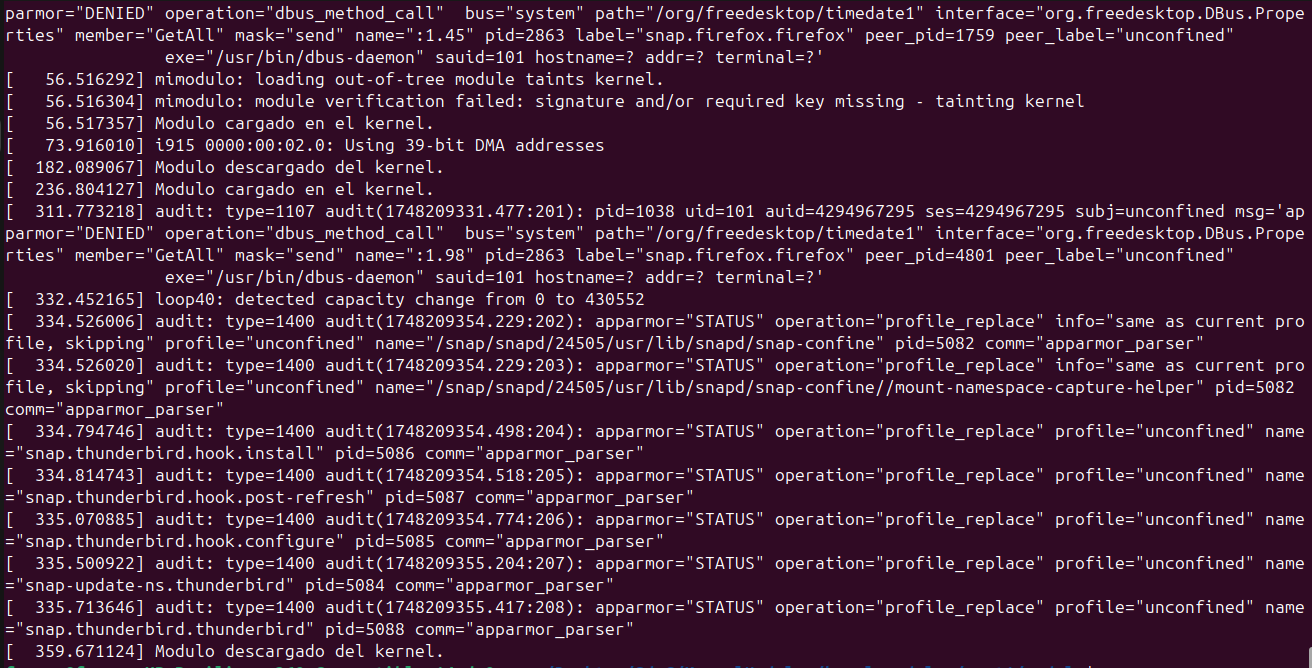 parmor="DENIED" operation="dbus_method_call"  bus="system" path="/org/freedesktop/timedate1" interface="org.freedesktop.DBus.Prope
rties" member="GetAll" mask="send" name=":1.45" pid=2863 label="snap.firefox.firefox" peer_pid=1759 peer_label="unconfined"
                exe="/usr/bin/dbus-daemon" sauid=101 hostname=? addr=? terminal=?'
[   56.516292] mimodulo: loading out-of-tree module taints kernel.
[   56.516304] mimodulo: module verification failed: signature and/or required key missing - tainting kernel
[   56.517357] Modulo cargado en el kernel.
[   73.916010] i915 0000:00:02.0: Using 39-bit DMA addresses
[  182.089067] Modulo descargado del kernel.
[  236.804127] Modulo cargado en el kernel.
[  311.773218] audit: type=1107 audit(1748209331.477:201): pid=1038 uid=101 auid=4294967295 ses=4294967295 subj=unconfined msg='ap
parmor="DENIED" operation="dbus_method_call"  bus="system" path="/org/freedesktop/timedate1" interface="org.freedesktop.DBus.Prope
rties" member="GetAll" mask="send" name=":1.98" pid=2863 label="snap.firefox.firefox" peer_pid=4801 peer_label="unconfined"
                exe="/usr/bin/dbus-daemon" sauid=101 hostname=? addr=? terminal=?'
[  332.452165] loop40: detected capacity change from 0 to 430552
[  334.526006] audit: type=1400 audit(1748209354.229:202): apparmor="STATUS" operation="profile_replace" info="same as current pro
file, skipping" profile="unconfined" name="/snap/snapd/24505/usr/lib/snapd/snap-confine" pid=5082 comm="apparmor_parser"
[  334.526020] audit: type=1400 audit(1748209354.229:203): apparmor="STATUS" operation="profile_replace" info="same as current pro
file, skipping" profile="unconfined" name="/snap/snapd/24505/usr/lib/snapd/snap-confine//mount-namespace-capture-helper" pid=5082
comm="apparmor_parser"
[  334.794746] audit: type=1400 audit(1748209354.498:204): apparmor="STATUS" operation="profile_replace" profile="unconfined" name
="snap.thunderbird.hook.install" pid=5086 comm="apparmor_parser"
[  334.814743] audit: type=1400 audit(1748209354.518:205): apparmor="STATUS" operation="profile_replace" profile="unconfined" name
="snap.thunderbird.hook.post-refresh" pid=5087 comm="apparmor_parser"
[  335.070885] audit: type=1400 audit(1748209354.774:206): apparmor="STATUS" operation="profile_replace" profile="unconfined" name
="snap.thunderbird.hook.configure" pid=5085 comm="apparmor_parser"
[  335.500922] audit: type=1400 audit(1748209355.204:207): apparmor="STATUS" operation="profile_replace" profile="unconfined" name
="snap-update-ns.thunderbird" pid=5084 comm="apparmor_parser"
[  335.713646] audit: type=1400 audit(1748209355.417:208): apparmor="STATUS" operation="profile_replace" profile="unconfined" name
="snap.thunderbird.thunderbird" pid=5088 comm="apparmor_parser"
[  359.671124] Modulo descargado del kernel.